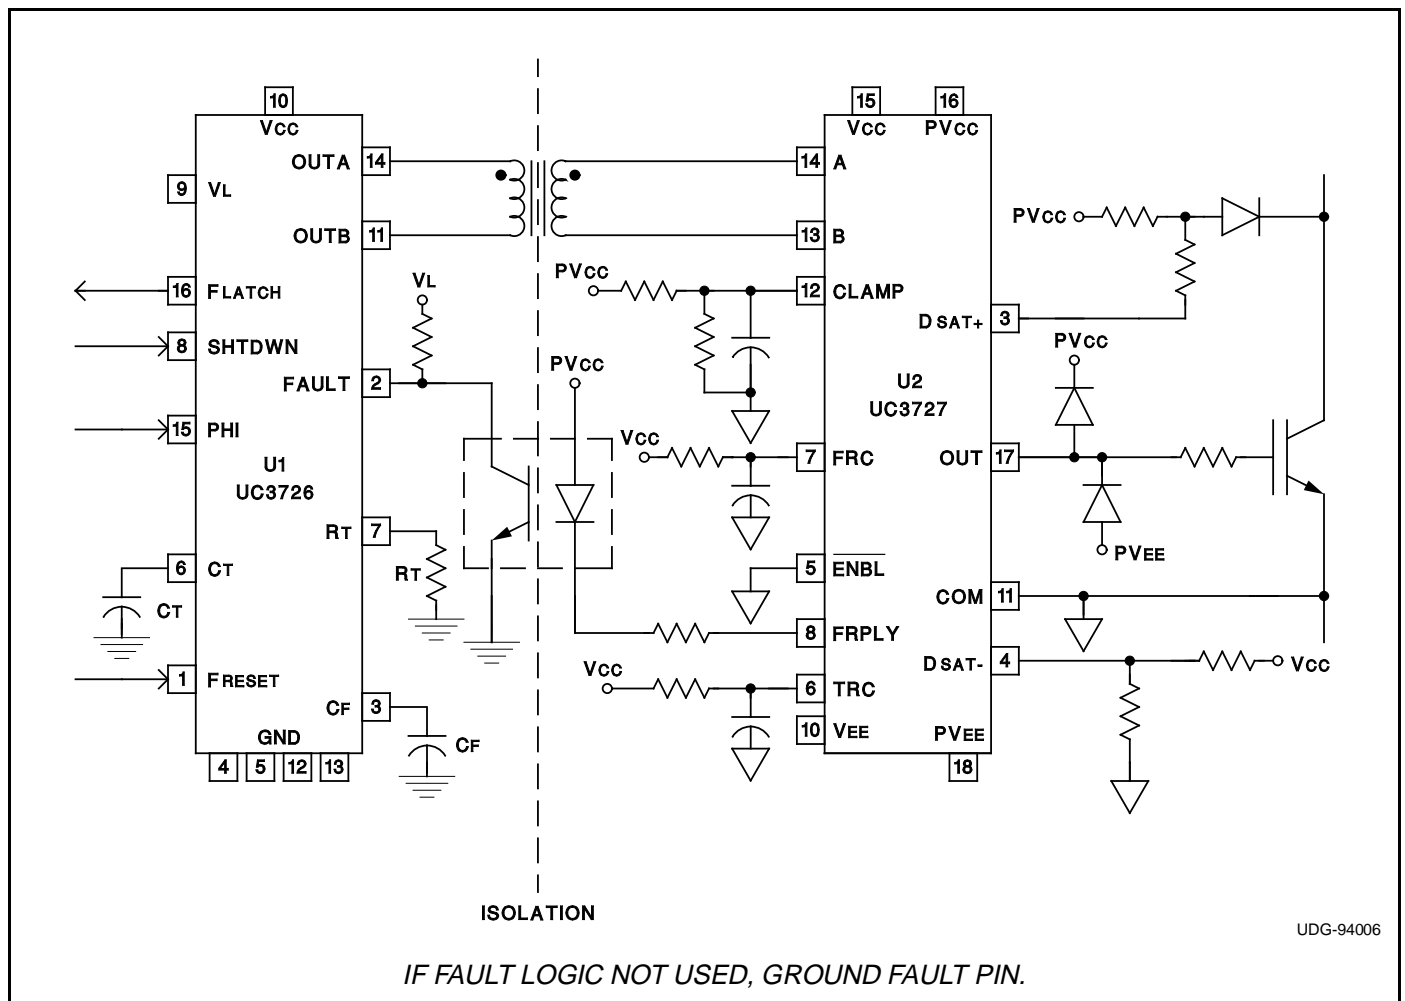 10
VCC
OUTA 14
9 VL
OUTB 11
16 FLATCH
8 SHTDWN
FAULT 2
15 PHI
U1
UC3726
RT 7
RT
6 CT
CT
1 FRESET
CF 3
CF
GND
4 5 12 13
VL
PVCC
ISOLATION
15 16
VCC PVCC
14 A
13 B
PVCC
12 CLAMP
VCC
7 FRC
5 ENBL
8 FRPLY
VCC
6 TRC
10 VEE
U2
UC3727
PVCC
DSAT+ 3
PVCC
OUT 17
PVEE
COM 11
DSAT- 4
VCC
PVEE
18
UDG-94006
IF FAULT LOGIC NOT USED, GROUND FAULT PIN.